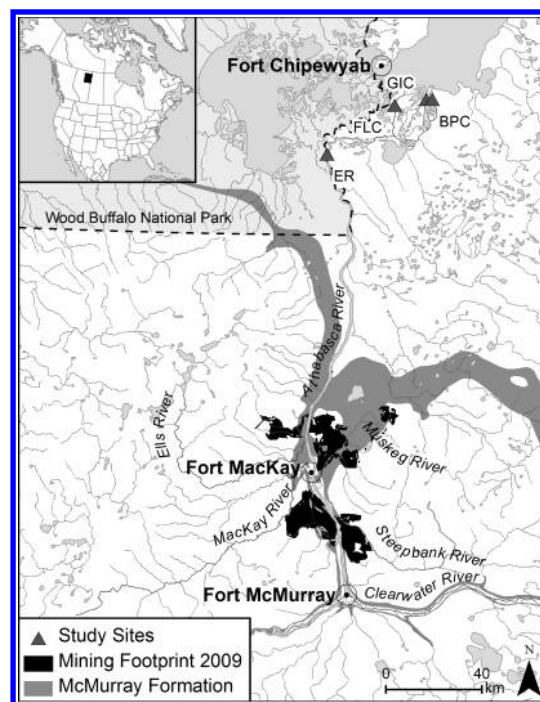 Fort Chipewyab
GIC
FLC
BPC
ER
Wood Buffalo National Park
Athabasca River
Ells River
Muskeg River
Fort MacKay
MacKay River
Steepbank River
Clearwater River
Fort McMurray
Study Sites
Mining Footprint 2009
McMurray Formation
N
0 40
km